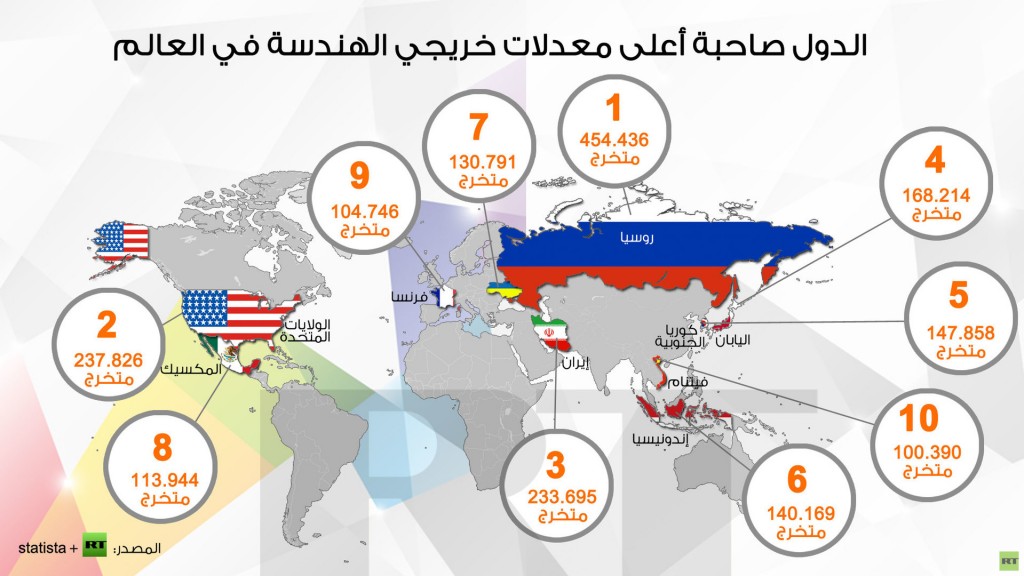 الدول صاحبة أعلى معدلات خريجي الهندسة في العالم
1
454.436
متخرج
7
130.791
متخرج
4
168.214
متخرج
9
104.746
متخرج
روسيا
5
147.858
متخرج
فرنسا
2
237.826
متخرج
الولايات
المتحدة
كوريا
الجنوبية
اليابان
إيران
المكسيك
فيتنام
10
100.390
متخرج
8
113.944
متخرج
إندونيسيا
3
233.695
متخرج
6
140.169
متخرج
المصدر: RT + statista
RT
RT